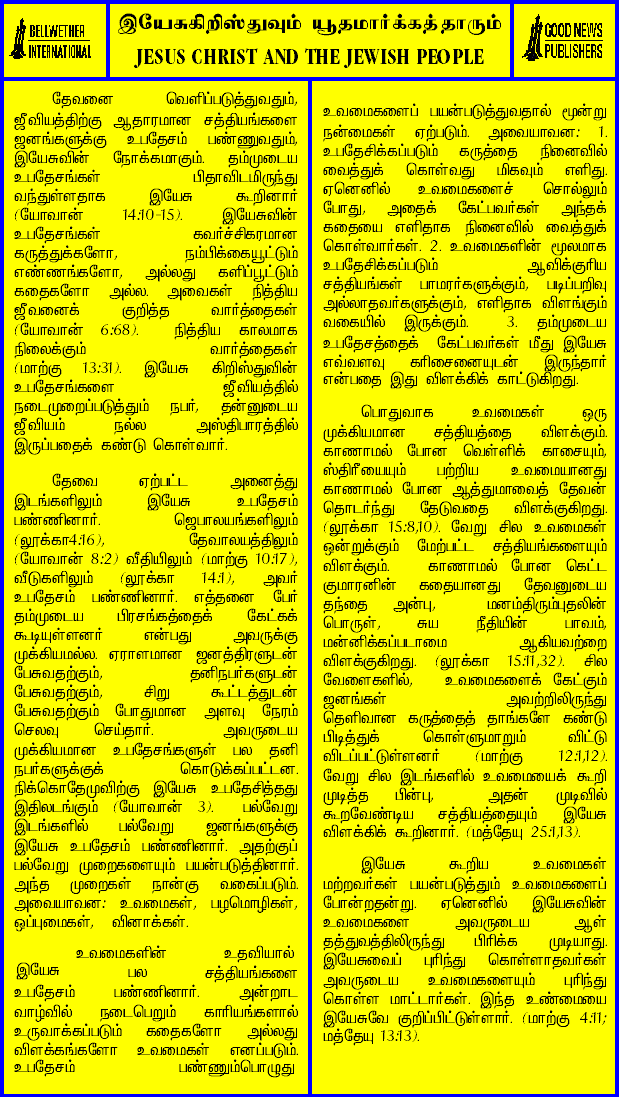 BELLWETHER
INTERNATIONAL
இயேசுகிறிஸ்துவும் யூதமார்க்கத்தாரும்
JESUS CHRIST AND THE JEWISH PEOPLE
GOOD NEWS
PUBLISHERS
தேவனை வெளிப்படுத்துவதும்,
ஜீவியத்திற்கு ஆதாரமான சத்தியங்களை
ஜனங்களுக்கு உபதேசம் பண்ணுவதும்,
இயேசுவின் நோக்கமாகும். தம்முடைய
உபதேசங்கள் பிதாவிடமிருந்து
வந்துள்ளதாக இயேசு கூறினார்
(யோவான் 14:10-15). இயேசுவின்
உபதேசங்கள் கவர்ச்சிகரமான
கருத்துக்களோ, நம்பிக்கையூட்டும்
எண்ணங்களோ, அல்லது களிப்பூட்டும்
கதைகளோ அல்ல. அவைகள் நித்திய
ஜீவனைக் குறித்த வார்த்தைகள்
(யோவான் 6:68). நித்திய காலமாக
நிலைக்கும் வார்த்தைகள்
(மாற்கு 13:31). இயேசு கிறிஸ்துவின்
உபதேசங்களை ஜீவியத்தில்
நடைமுறைப்படுத்தும் நபர், தன்னுடைய
ஜீவியம் நல்ல அஸ்திபாரத்தில்
இருப்பதைக் கண்டு கொள்வார்.
தேவை ஏற்பட்ட அனைத்து
இடங்களிலும் இயேசு உபதேசம்
பண்ணினார். ஜெபாலயங்களிலும்
(லூக்கா4:16), தேவாலயத்திலும்
(யோவான் 8:2) வீதியிலும் (மாற்கு 10:17),
வீடுகளிலும் (லூக்கா 14:1), அவர்
உபதேசம் பண்ணினார். எத்தனை பேர்
தம்முடைய பிரசங்கத்தைக் கேட்கக்
கூடியுள்ளனர் என்பது அவருக்கு
முக்கியமல்ல. ஏராளமான ஜனத்திரளுடன்
பேசுவதற்கும், தனிநபர்களுடன்
பேசுவதற்கும், சிறு கூட்டத்துடன்
பேசுவதற்கும் போதுமான அளவு நேரம்
செலவு செய்தார். அவருடைய
முக்கியமான உபதேசங்களுள் பல தனி
நபர்களுக்குக் கொடுக்கப்பட்டன.
நிக்கொதேமுவிற்கு இயேசு உபதேசித்தது
இதிலடங்கும் (யோவான் 3). பல்வேறு
இடங்களில் பல்வேறு ஜனங்களுக்கு
இயேசு உபதேசம் பண்ணினார். அதற்குப்
பல்வேறு முறைகளையும் பயன்படுத்தினார்.
அந்த முறைகள் நான்கு வகைப்படும்.
அவையாவன: உவமைகள், பழமொழிகள்,
ஒப்புமைகள், வினாக்கள்.
உவமைகளின் உதவியால்
இயேசு பல சத்தியங்களை
உபதேசம் பண்ணினார். அன்றாட
வாழ்வில் நடைபெறும் காரியங்களால்
உருவாக்கப்படும் கதைகளோ அல்லது
விளக்கங்களோ உவமைகள் எனப்படும்.
உபதேசம் பண்ணும்பொழுது
உவமைகளைப் பயன்படுத்துவதால் மூன்று
நன்மைகள் ஏற்படும். அவையாவன: 1.
உபதேசிக்கப்படும் கருத்தை நினைவில்
வைத்துக் கொள்வது மிகவும் எளிது.
ஏனெனில் உவமைகளைச் சொல்லும்
போது, அதைக் கேட்பவர்கள் அந்தக்
கதையை எளிதாக நினைவில் வைத்துக்
கொள்வார்கள். 2. உவமைகளின் மூலமாக
உபதேசிக்கப்படும் ஆவிக்குரிய
சத்தியங்கள் பாமரர்களுக்கும், படிப்பறிவு
அல்லாதவர்களுக்கும், எளிதாக விளங்கும்
வகையில் இருக்கும். 3. தம்முடைய
உபதேசத்தைக் கேட்பவர்கள் மீது இயேசு
எவ்வளவு கரிசனையுடன் இருந்தார்
என்பதை இது விளக்கிக் காட்டுகிறது.
பொதுவாக உவமைகள் ஒரு
முக்கியமான சத்தியத்தை விளக்கும்.
காணாமல் போன வெள்ளிக் காசையும்,
ஸ்திரீயையும் பற்றிய உவமையானது
காணாமல் போன ஆத்துமாவைத் தேவன்
தொடர்ந்து தேடுவதை விளக்குகிறது.
(லூக்கா 15:8,10). வேறு சில உவமைகள்
ஒன்றுக்கும் மேற்பட்ட சத்தியங்களையும்
விளக்கும். காணாமல் போன கெட்ட
குமாரனின் கதையானது தேவனுடைய
தந்தை அன்பு, மனம்திரும்புதலின்
பொருள், சுய நீதியின் பாவம்,
மன்னிக்கப்படாமை ஆகியவற்றை
விளக்குகிறது. (லூக்கா 15:11,32). சில
வேளைகளில், உவமைகளைக் கேட்கும்
ஜனங்கள் அவற்றிலிருந்து
தெளிவான கருத்தைத் தாங்களே கண்டு
பிடித்துக் கொள்ளுமாறும் விட்டு
விடப்பட்டுள்ளனர் (மாற்கு 12:1,12).
வேறு சில இடங்களில் உவமையைக் கூறி
முடித்த பின்பு, அதன் முடிவில்
கூறவேண்டிய சத்தியத்தையும் இயேசு
விளக்கிக் கூறினார். (மத்தேயு 25:1,13).
இயேசு கூறிய உவமைகள்
மற்றவர்கள் பயன்படுத்தும் உவமைகளைப்
போன்றதன்று. ஏனெனில் இயேசுவின்
உவமைகளை அவருடைய ஆள்
தத்துவத்திலிருந்து பிரிக்க முடியாது.
இயேசுவைப் புரிந்து கொள்ளாதவர்கள்
அவருடைய உவமைகளையும் புரிந்து
கொள்ள மாட்டார்கள். இந்த உண்மையை
இயேசுவே குறிப்பிட்டுள்ளார். (மாற்கு 4:11;
மத்தேயு 13:13).